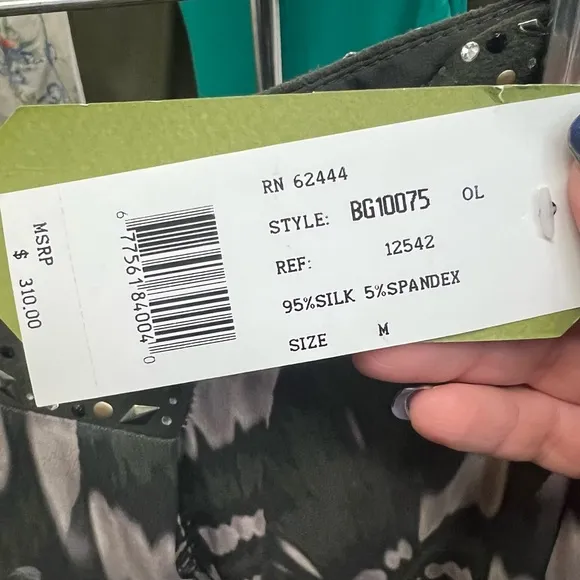 RN 62444
STYLE: BG10075 OL
REF: 12542
95%SILK 5%SPANDEX
SIZE M
6 77561 84004 0
MSRP
$ 310.00